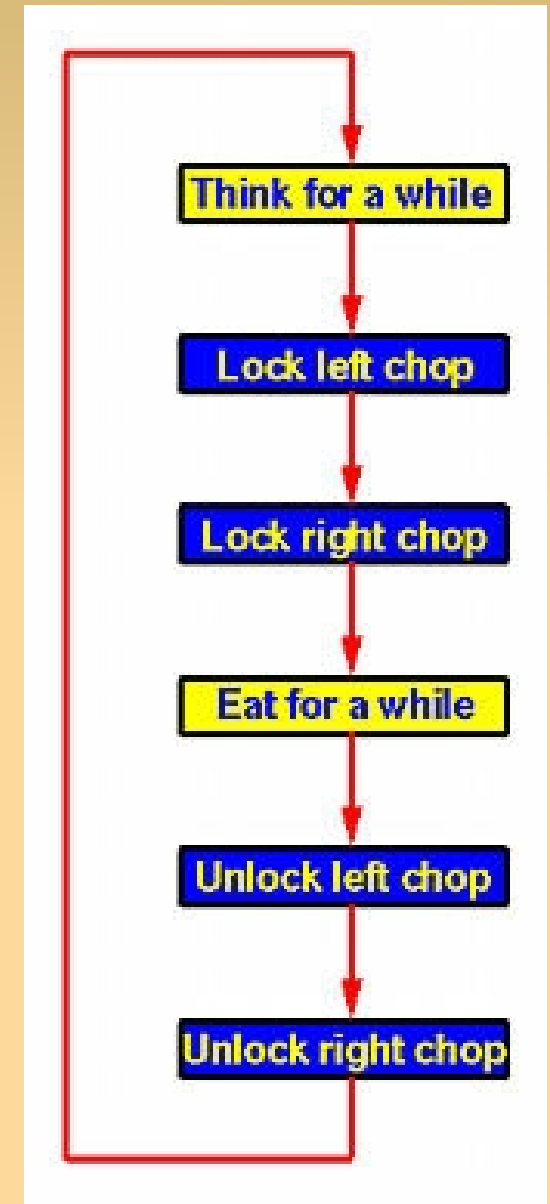 Think for a while
Lock left chop
Lock right chop
Eat for a while
Unlock left chop
Unlock right chop